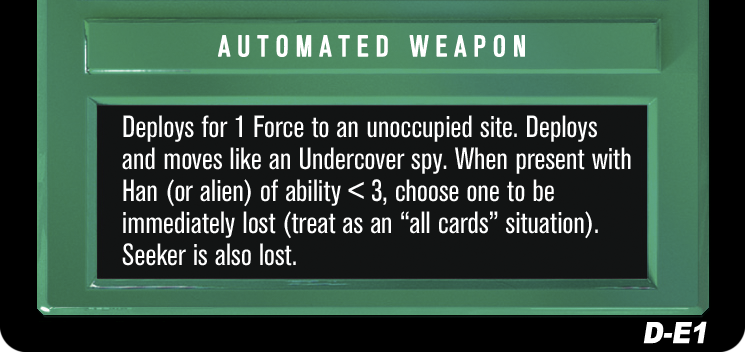 AUTOMATED WEAPON
Deploys for 1 Force to an unoccupied site. Deploys
and moves like an Undercover spy. When present with
Han (or alien) of ability < 3, choose one to be
immediately lost (treat as an “all cards” situation).
Seeker is also lost.
D-E1